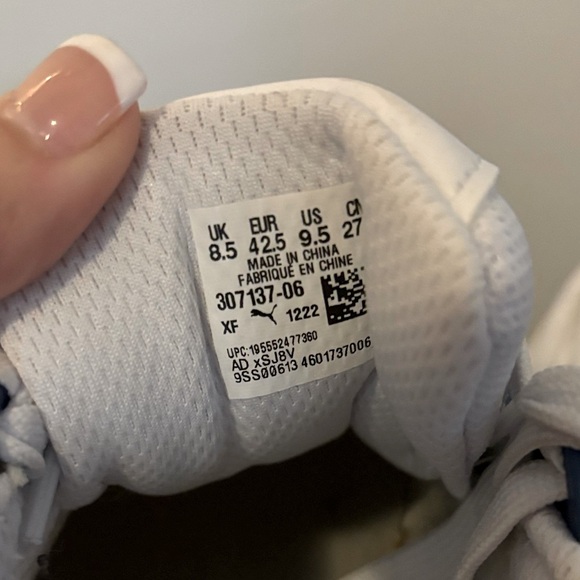 UK EUR US
8.5 42.5 9.5 27
MADE IN CHINA
FABRIQUÉ EN CHINE
307137-06
XF 1222
UPC:195552477360
AD xSJ8V
9SS00613 4601737006